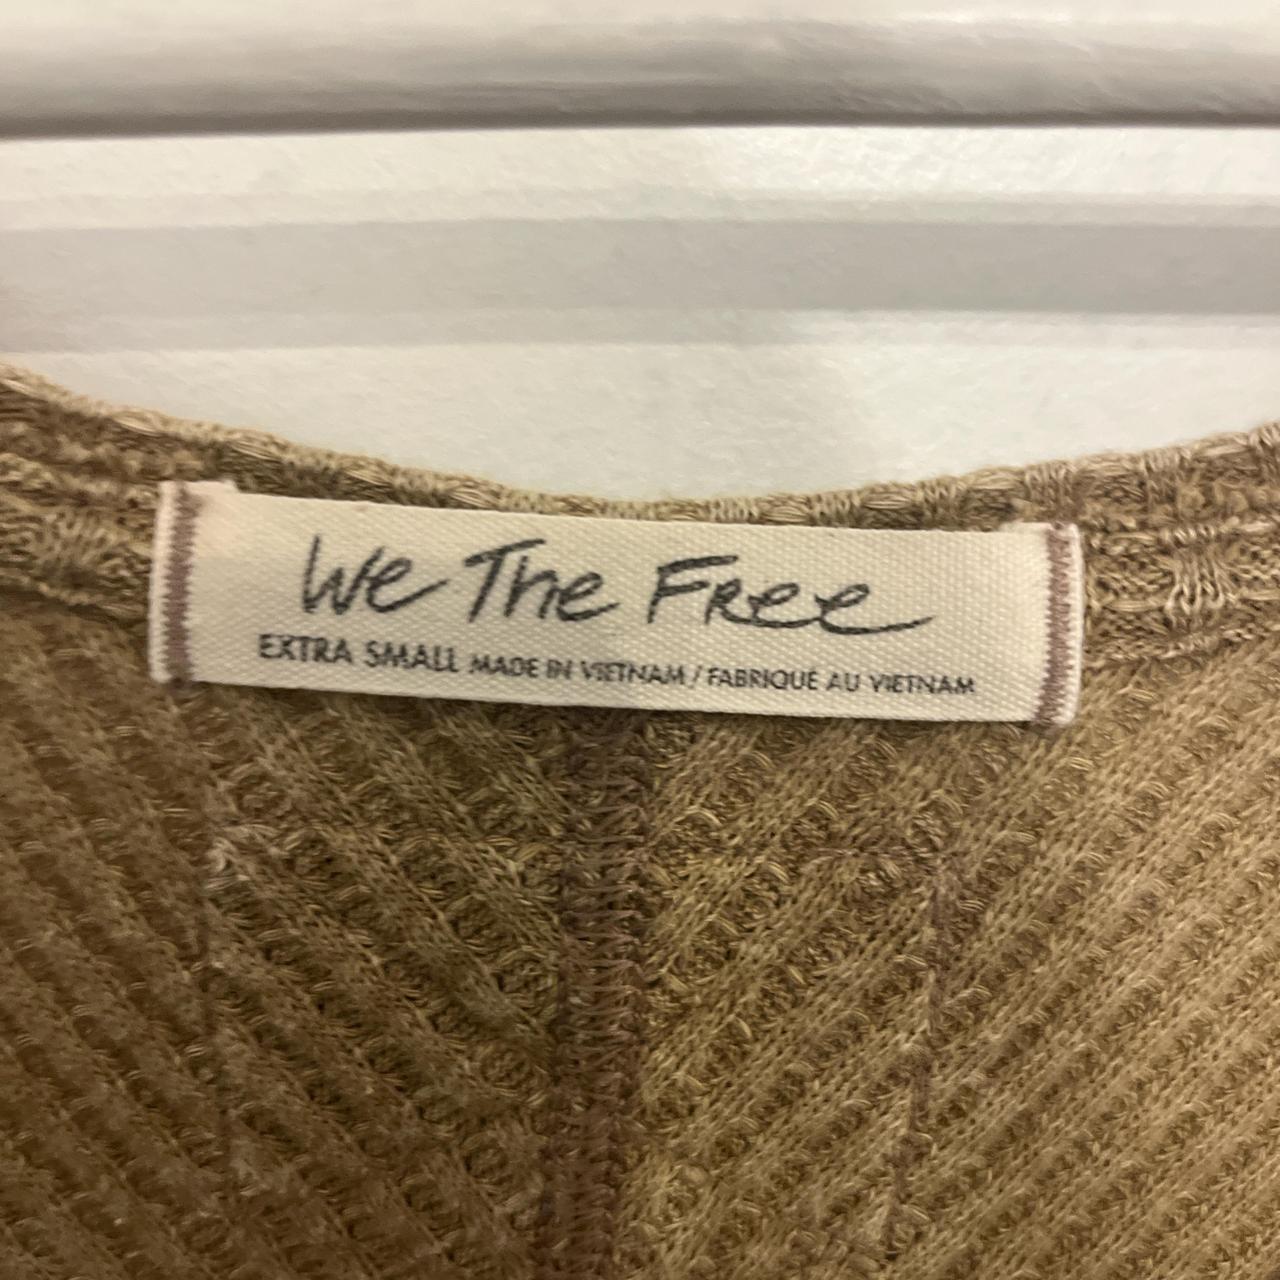 We The Free
EXTRA SMALL MADE IN VIETNAM / FABRIQUÉ AU VIETNAM